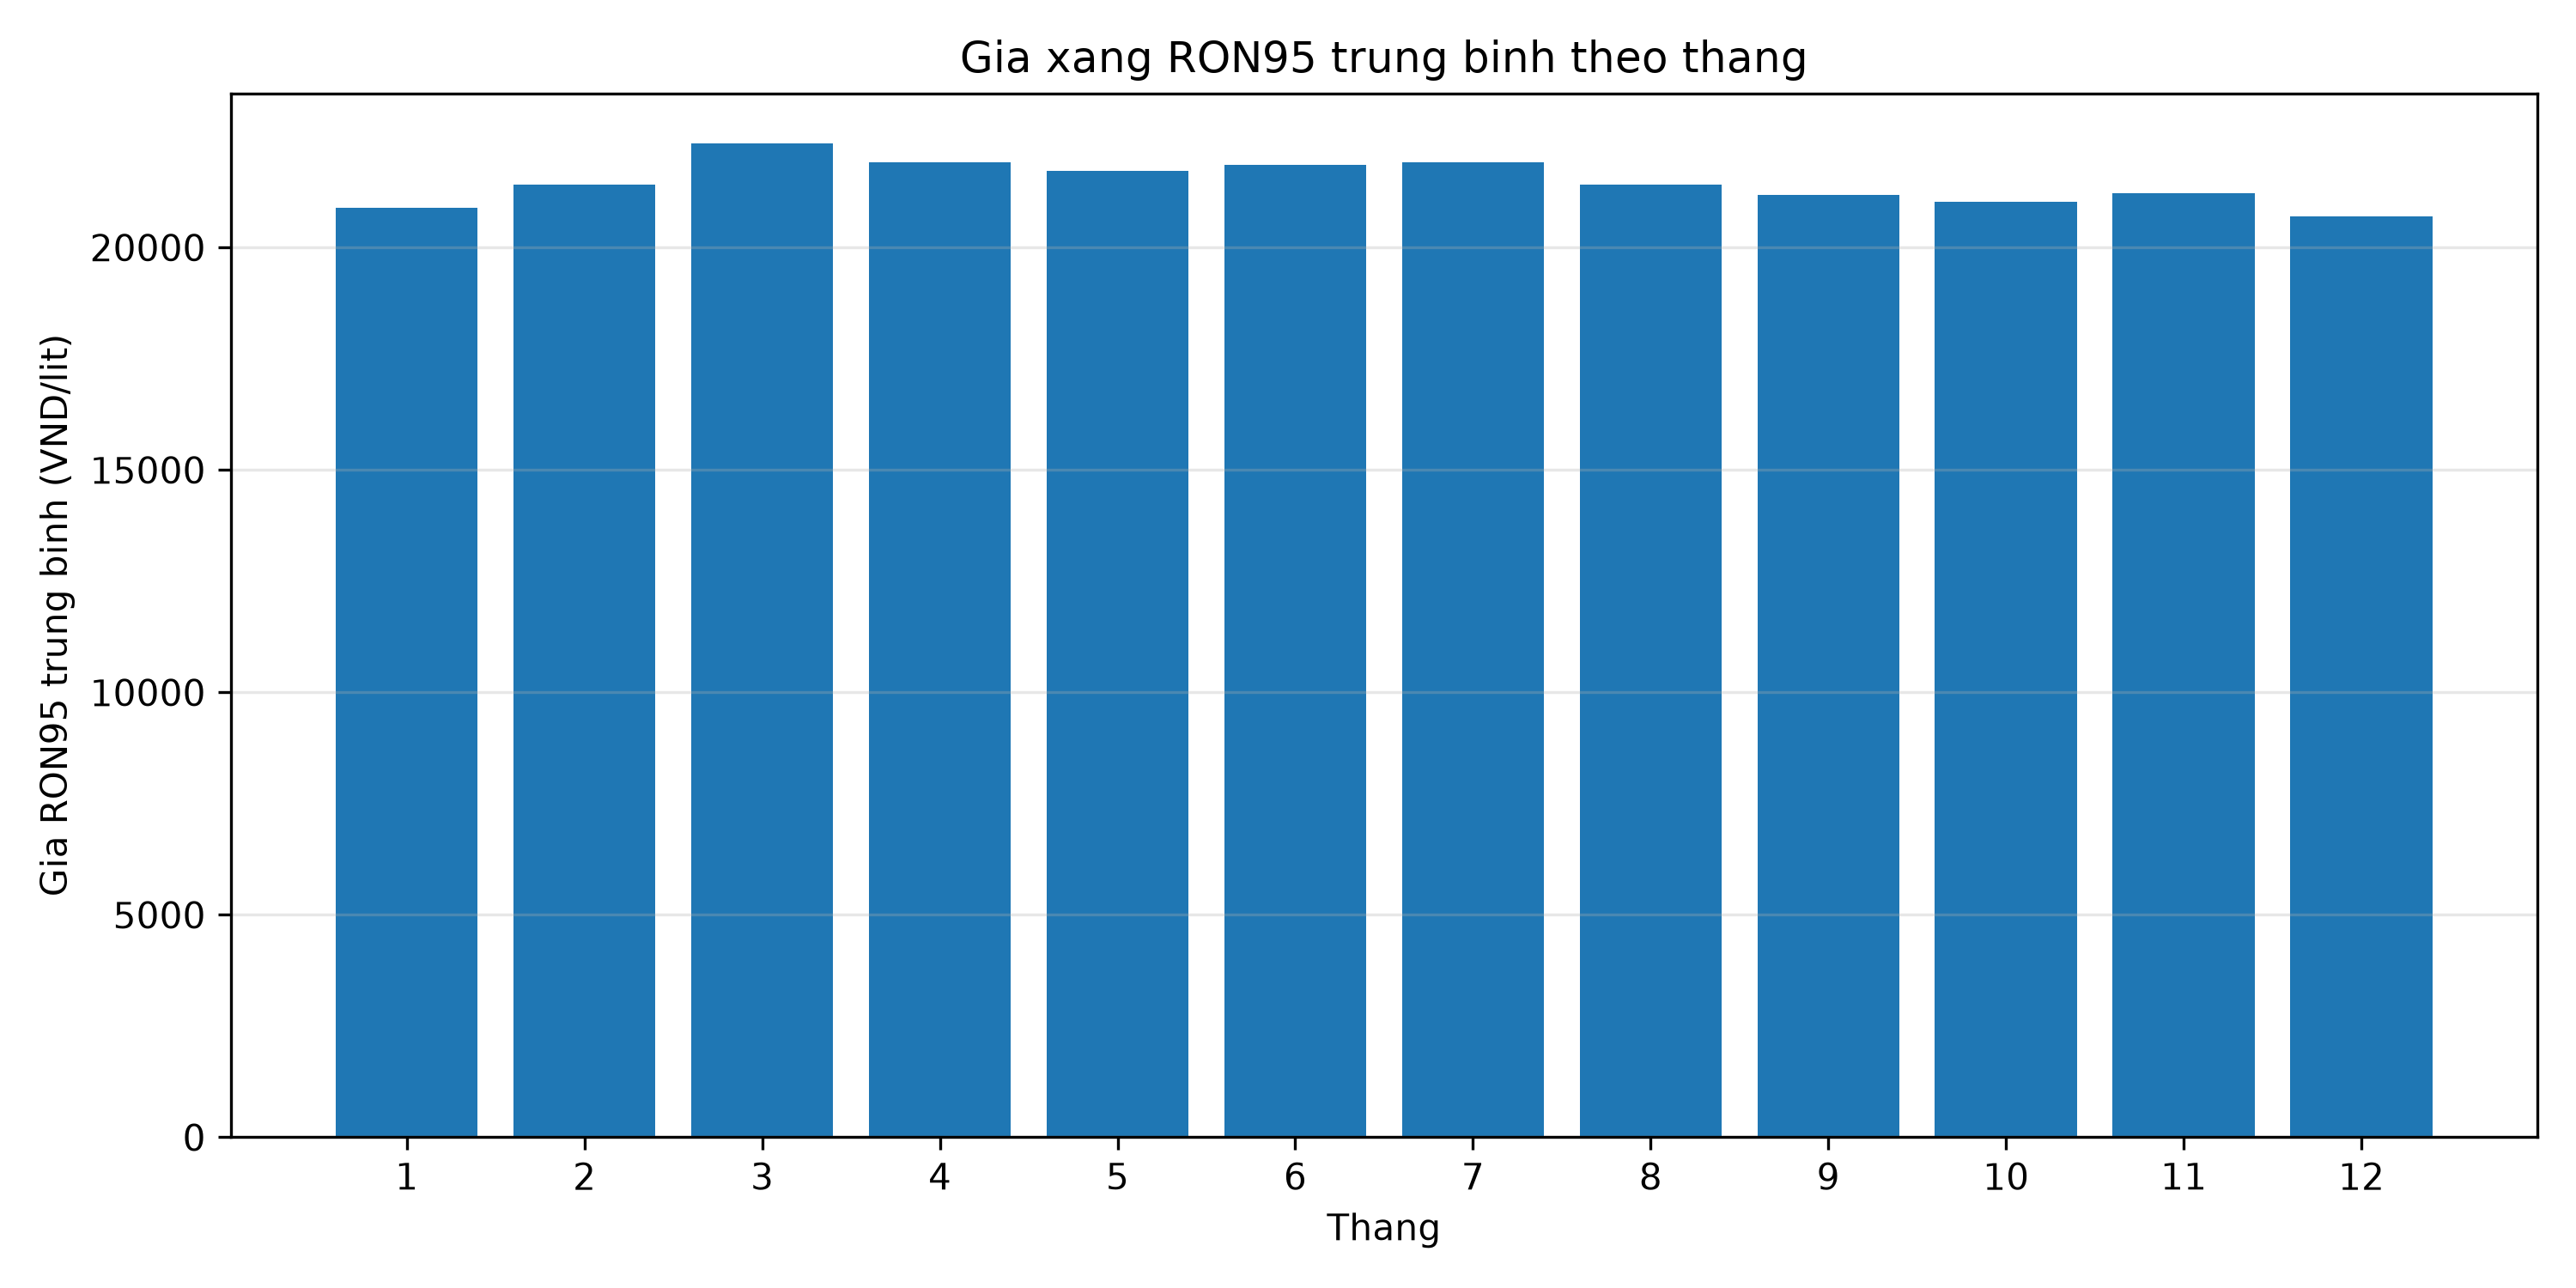 Gia xang RON95 trung binh theo thang
Gia RON95 trung binh (VND/lit)
20000
15000
10000
5000
0
1 2 3 4 5 6 7 8 9 10 11 12
Thang